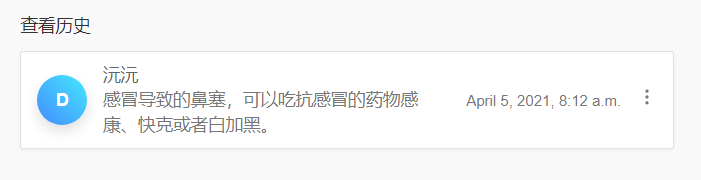 查看历史
D
沅沅
感冒导致的鼻塞，可以吃抗感冒的药物感
康、快克或者白加黑。
April 5, 2021, 8:12 a.m.